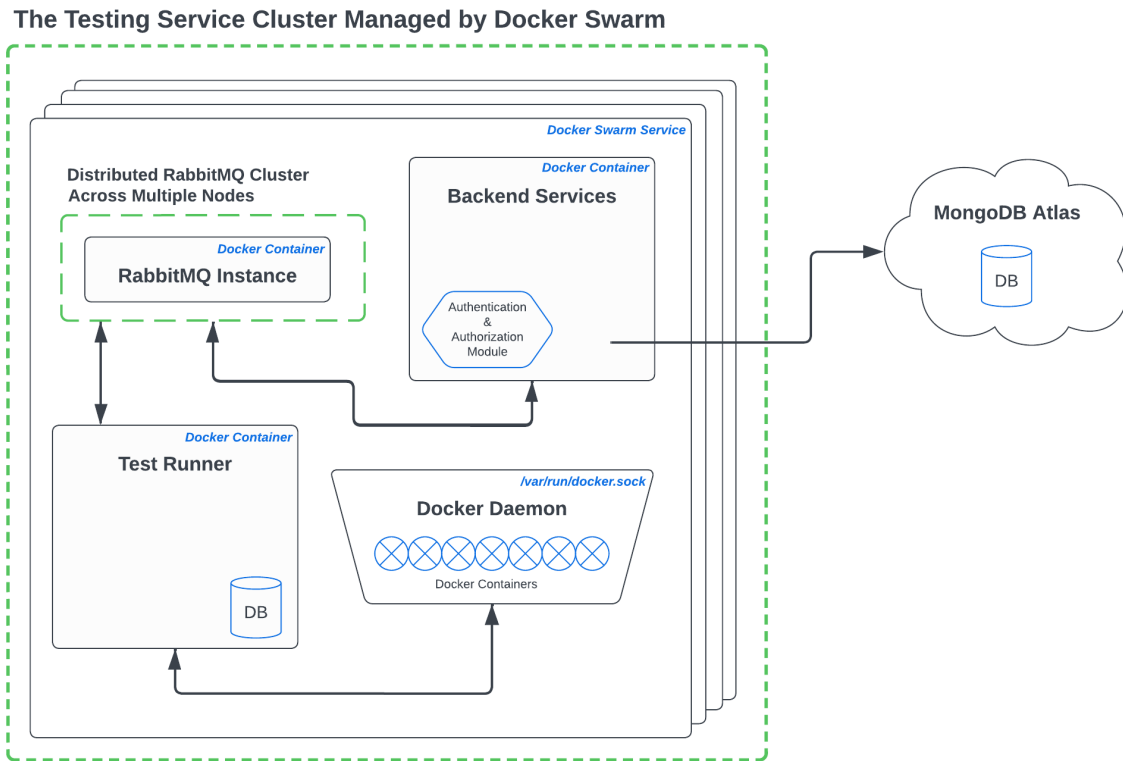 The Testing Service Cluster Managed by Docker Swarm
Docker Swarm Service
Distributed RabbitMQ Cluster
Across Multiple Nodes
Docker Container
RabbitMQ Instance
Docker Container
Backend Services
Authentication
&
Authorization
Module
MongoDB Atlas
DB
Docker Container
Test Runner
DB
/var/run/docker.sock
Docker Daemon
Docker Containers